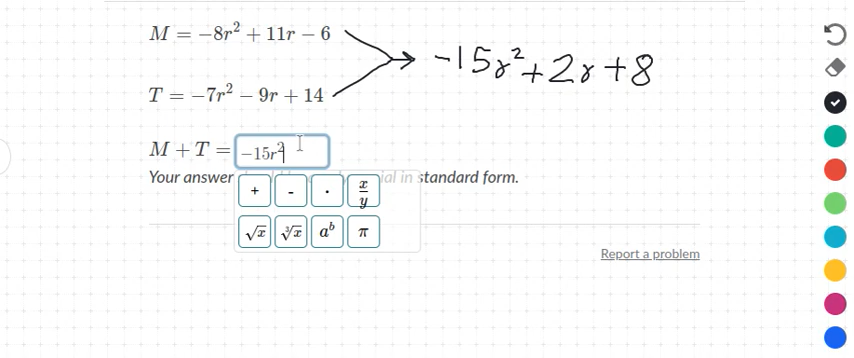 M = −8r² + 11r − 6
-15r²+2r+8
T = −7r² − 9r + 14
M + T = −15r²
Your answer ial in standard form.
+ - · x/y
√x ∛x aᵇ π
Report a problem